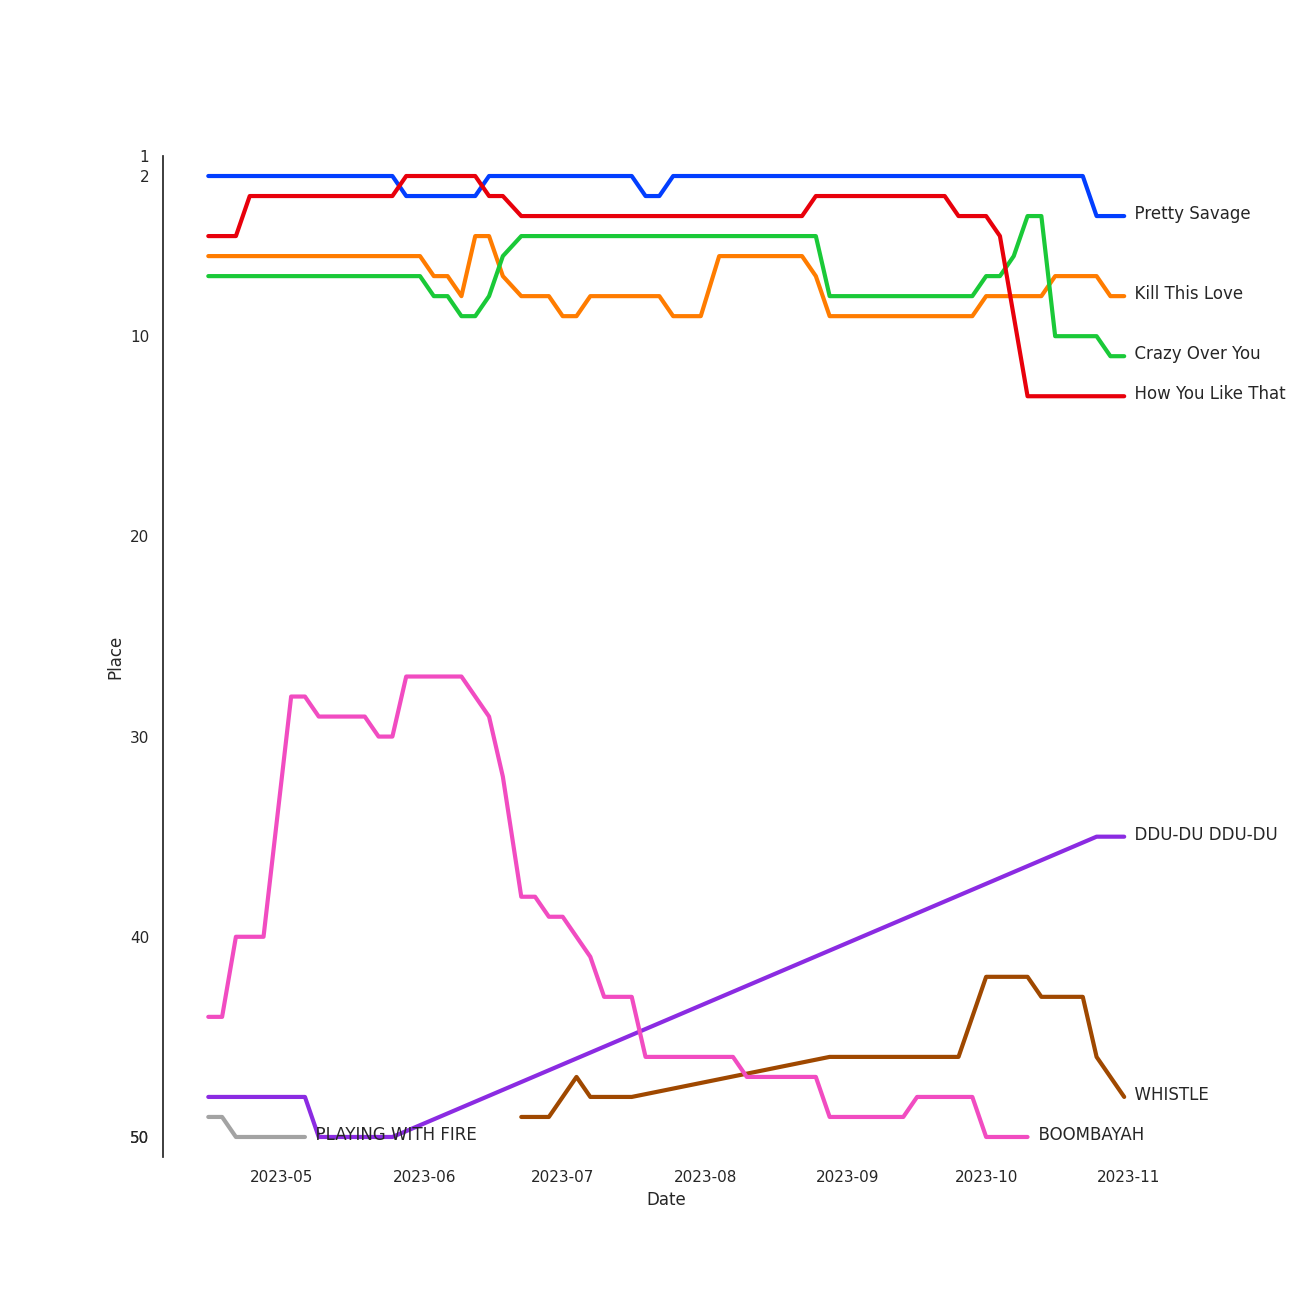 1
2
10
20
30
40
50
Place
Pretty Savage
Kill This Love
Crazy Over You
How You Like That
DDU-DU DDU-DU
WHISTLE
PLAYING WITH FIRE
BOOMBAYAH
2023-05 2023-06 2023-07 2023-08 2023-09 2023-10 2023-11
Date